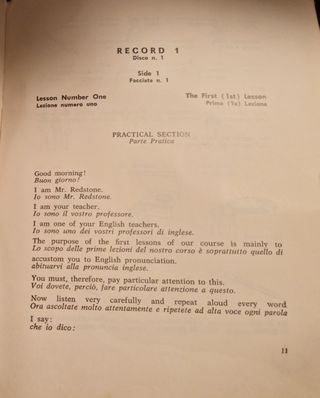 RECORD 1
Disco n. 1
Side 1
Facciata n. 1
Lesson Number One
Lezione numero uno
The First (1st) Lesson
Prima (1a) Lezione
PRACTICAL SECTION
Parte Pratica
Good morning!
Buon giorno!
I am Mr. Redstone.
Io sono Mr. Redstone.
I am your teacher.
Io sono il vostro professore.
I am one of your English teachers.
Io sono uno dei vostri professori di inglese.
The purpose of the first lessons of our course is mainly to
Lo scopo delle prime lezioni del nostro corso è soprattutto quello di
accustom you to English pronunciation.
abituarvi alla pronuncia inglese.
You must, therefore, pay particular attention to this.
Voi dovete, perciò, fare particolare attenzione a questo.
Now listen very carefully and repeat aloud every word
Ora ascoltate molto attentamente e ripetete ad alta voce ogni parola
I say:
che io dico:
11